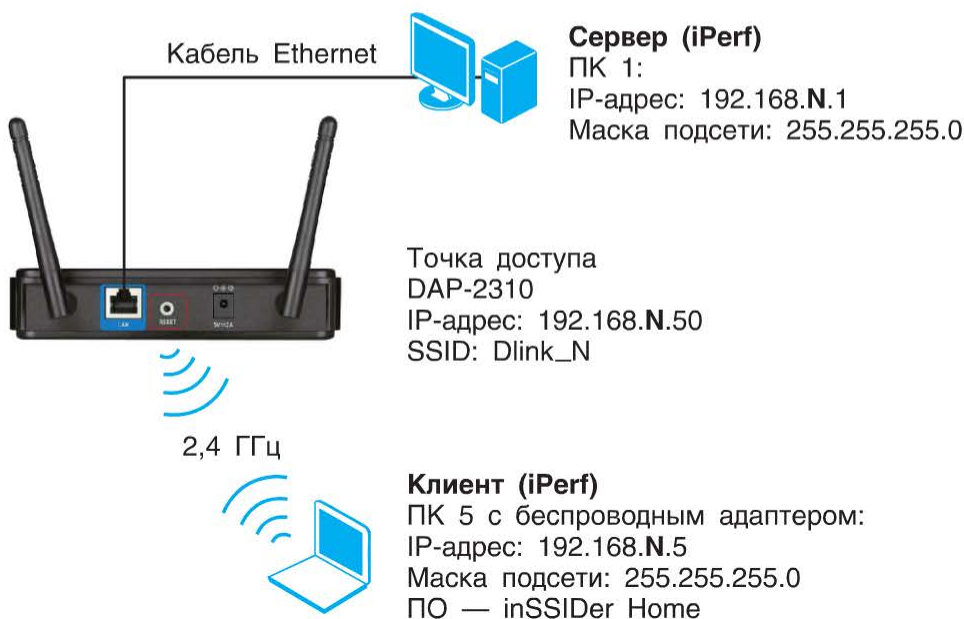 Кабель Ethernet
Сервер (iPerf)
ПК 1:
IP-адрес: 192.168.N.1
Маска подсети: 255.255.255.0
Точка доступа
DAP-2310
IP-адрес: 192.168.N.50
SSID: Dlink_N
LAN
RESET
2,4 ГГц
Клиент (iPerf)
ПК 5 с беспроводным адаптером:
IP-адрес: 192.168.N.5
Маска подсети: 255.255.255.0
ПО — inSSIDer Home